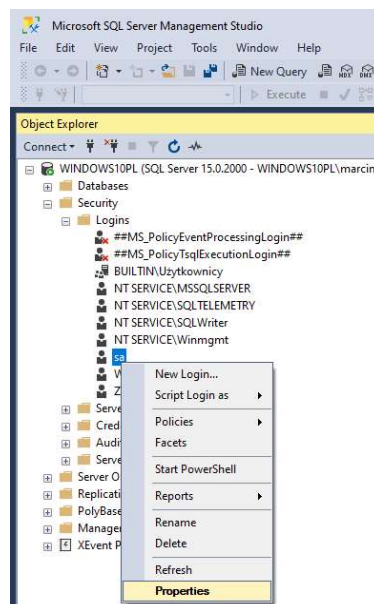 Microsoft SQL Server Management Studio
File Edit View Project Tools Window Help
New Query
Execute
Object Explorer
Connect
WINDOWS10PL (SQL Server 15.0.2000 - WINDOWS10PL\marcin
Databases
Security
Logins
##MS_PolicyEventProcessingLogin##
##MS_PolicyTsqlExecutionLogin##
BUILTIN\Użytkownicy
NT SERVICE\MSSQLSERVER
NT SERVICE\SQLTELEMETRY
NT SERVICE\SQLWriter
NT SERVICE\Winmgmt
sa
W
Z
Serve
Cred
Audi
Serve
Server O
Replicati
PolyBase
Manager
XEvent P
New Login...
Script Login as
Policies
Facets
Start PowerShell
Reports
Rename
Delete
Refresh
Properties